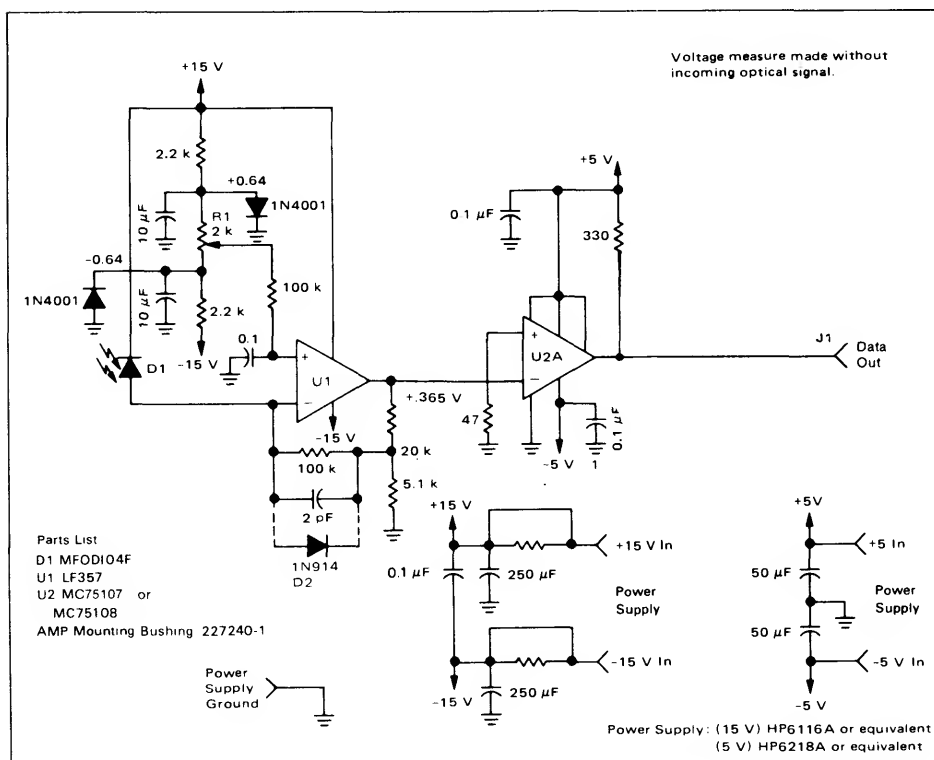 Voltage measure made without
incoming optical signal.
+15 V
2.2 k
+0.64
1N4001
10 µF
R1
2 k
-0.64
100 k
1N4001
10 µF
2.2 k
D1
-15 V
0.1
+
U1
-
-15 V
+.365 V
100 k
20 k
2 pF
5.1 k
1N914
D2
+5 V
0.1 µF
330
+
U2A
-
47
-5 V
1
0.1 µF
J1
Data
Out
Parts List
D1 MFODI04F
U1 LF357
U2 MC75107 or
MC75108
AMP Mounting Bushing 227240-1
Power
Supply
Ground
+15 V
+15 V In
0.1 µF
250 µF
Power
Supply
-15 V In
-15 V
250 µF
+5V
+5 In
50 µF
Power
Supply
50 µF
-5 V In
-5 V
Power Supply: (15 V) HP6116A or equivalent
(5 V) HP6218A or equivalent